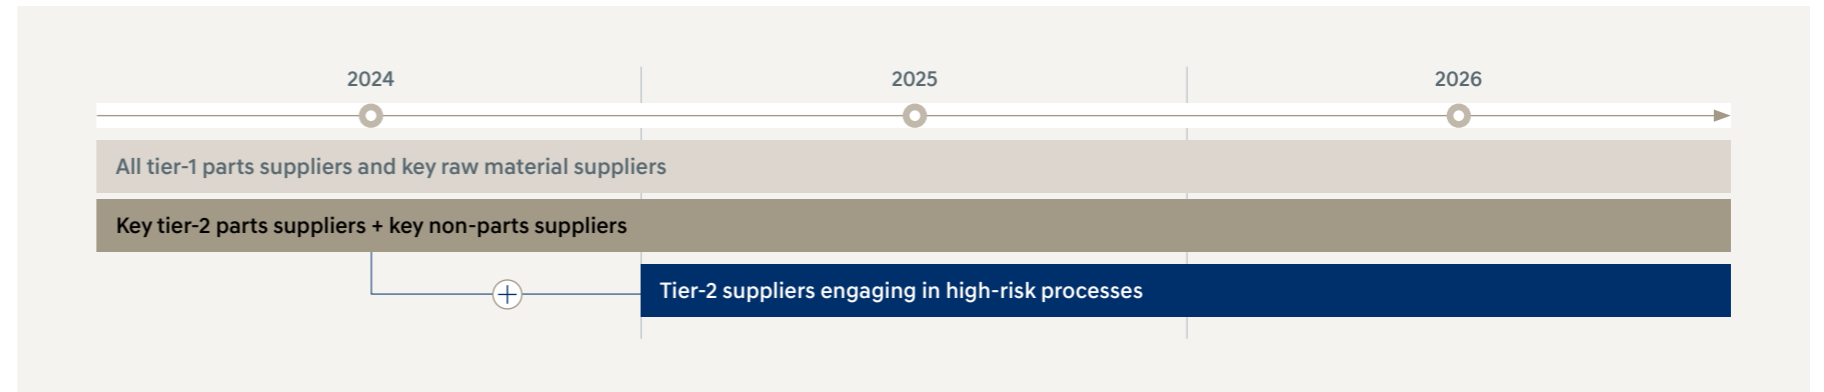 2024
2025
2026
All tier-1 parts suppliers and key raw material suppliers
Key tier-2 parts suppliers + key non-parts suppliers
Tier-2 suppliers engaging in high-risk processes